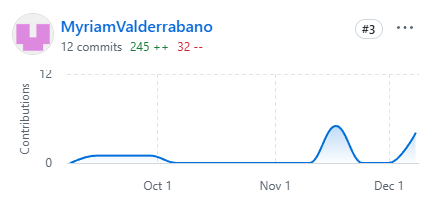 MyriamValderrabano
#3
12 commits 245 ++ 32 --
12
Contributions
0
Oct 1
Nov 1
Dec 1